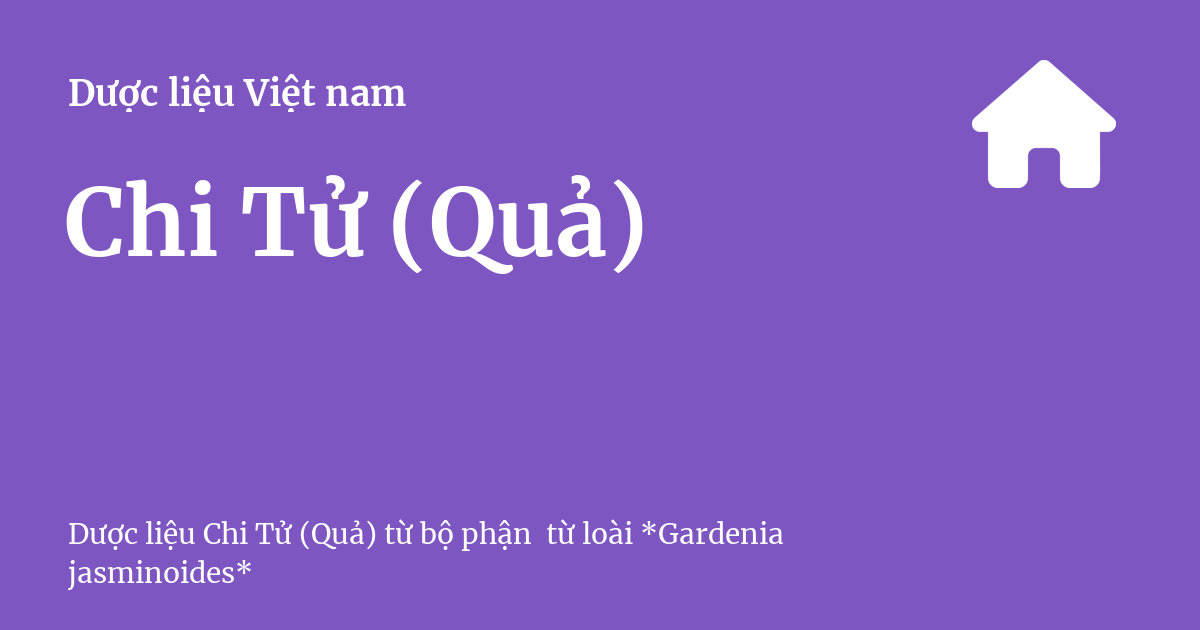 Dược liệu Việt nam
Chi Tử (Quả)
Dược liệu Chi Tử (Quả) từ bộ phận  từ loài *Gardenia
jasminoides*